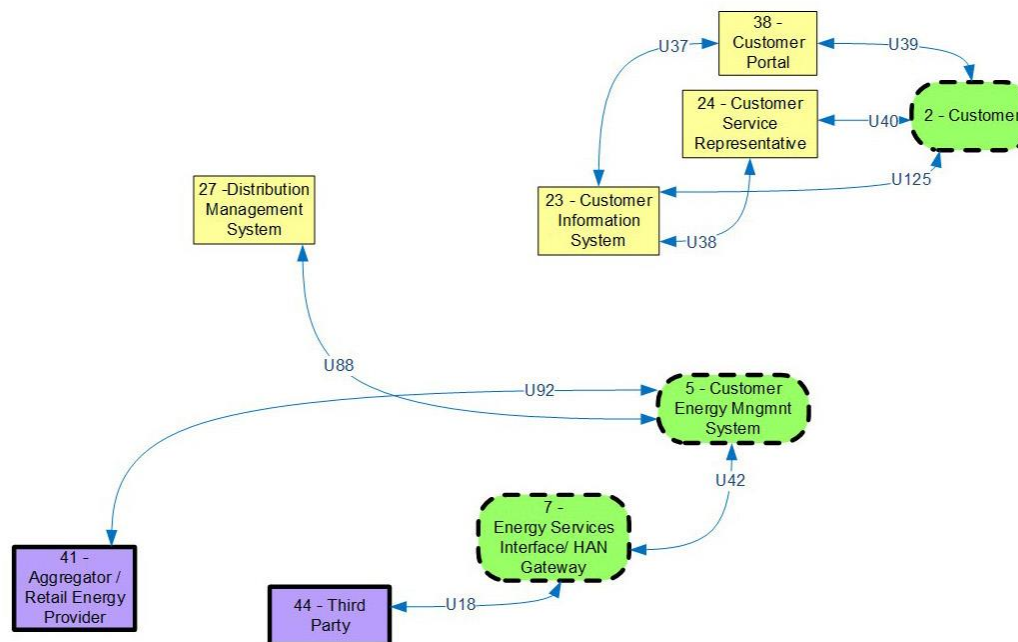 38 -
Customer
Portal
U37
U39
24 - Customer
Service
Representative
U40
2 - Customer
U125
23 - Customer
Information
System
U38
27 -Distribution
Management
System
U88
U92
5 - Customer
Energy Mngmnt
System
U42
7 -
Energy Services
Interface/ HAN
Gateway
41 -
Aggregator /
Retail Energy
Provider
44 - Third
Party
U18